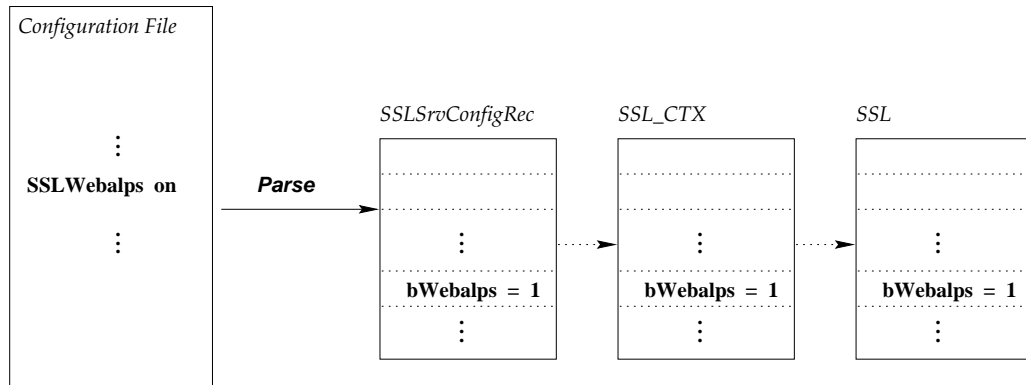 Configuration File
⋮
SSLWebalps on
⋮
Parse
SSLSrvConfigRec
⋮
bWebalps = 1
⋮
SSL_CTX
⋮
bWebalps = 1
⋮
SSL
⋮
bWebalps = 1
⋮